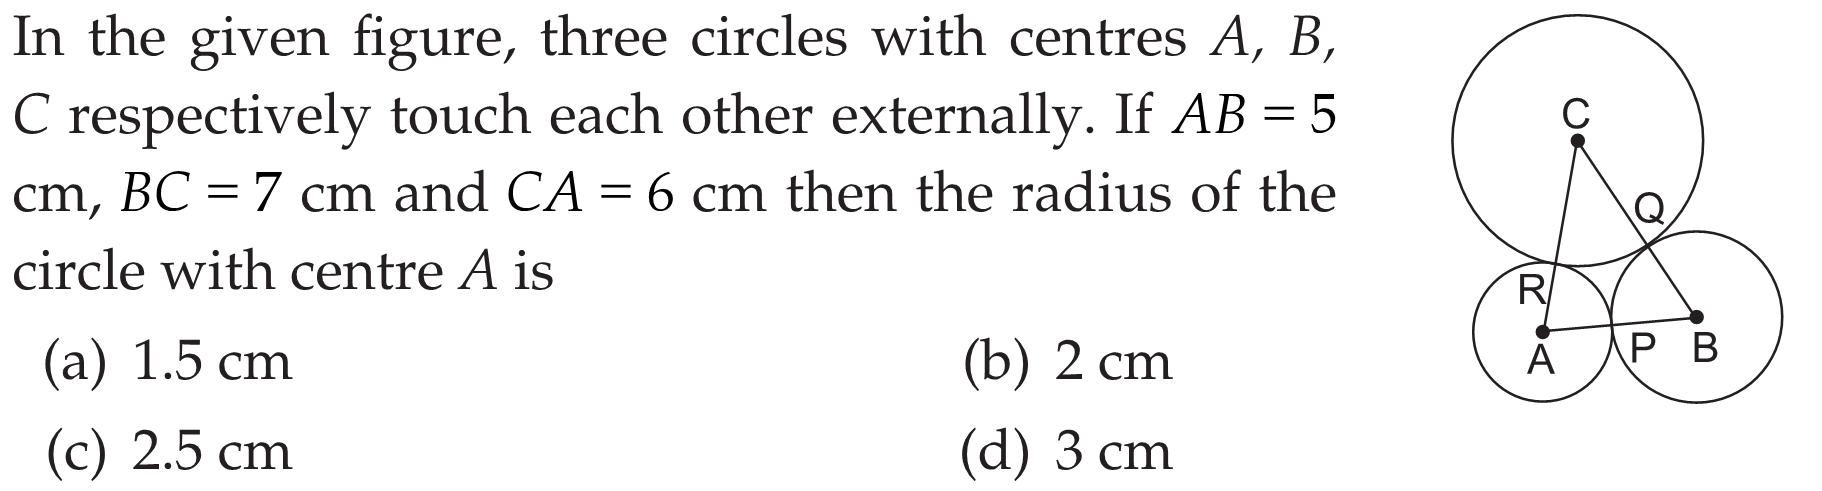 In the given figure, three circles with centres A, B,
C respectively touch each other externally. If AB = 5
cm, BC = 7 cm and CA = 6 cm then the radius of the
circle with centre A is
(a) 1.5 cm (b) 2 cm
(c) 2.5 cm (d) 3 cm
C
Q
R
A
P B